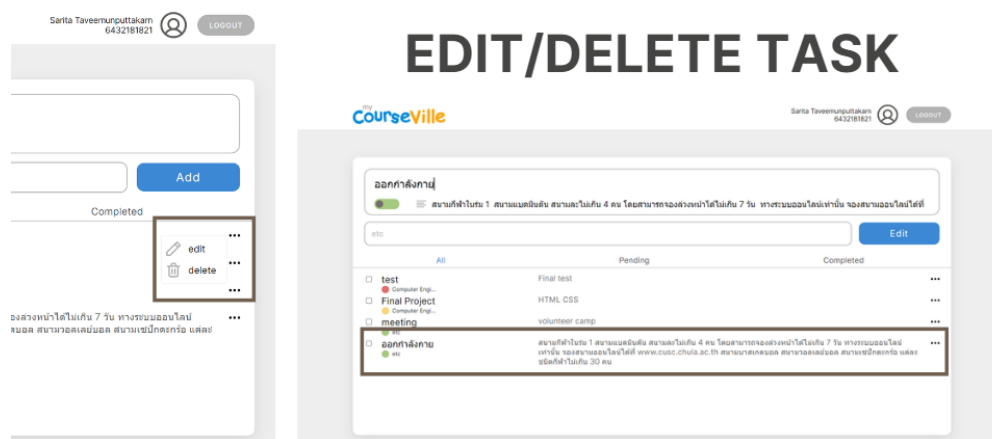 Sarita Taveemunputtakarn
6432181821
LOGOUT
Add
Completed
...
edit
...
delete
...
องล่วงหน้าได้ไม่เกิน 7 วัน ทางระบบออนไลน์
...
สนามวอลเลย์บอล สนามเซปักตะกร้อ แต่ละ
EDIT/DELETE TASK
my
CourseVille
Sarita Taveemunputtakarn
6432181821
LOGOUT
ออกกำลังกาย
สนามกีฬาในร่ม 1 สนามแบดมินตัน สนามละไม่เกิน 4 คน โดยสามารถจองล่วงหน้าได้ไม่เกิน 7 วัน ทางระบบออนไลน์เท่านั้น จองสนามออนไลน์ได้ที่
etc
Edit
All
Pending
Completed
test
Final test
...
Computer Engi...
Final Project
HTML CSS
...
Computer Engi...
meeting
volunteer camp
...
etc
ออกกำลังกาย
etc
สนามกีฬาในร่ม 1 สนามแบดมินตัน สนามละไม่เกิน 4 คน โดยสามารถจองล่วงหน้าได้ไม่เกิน 7 วัน ทางระบบออนไลน์
...
เท่านั้น จองสนามออนไลน์ได้ที่ www.cusc.chula.ac.th สนามบาสเกตบอล สนามวอลเลย์บอล สนามเซปักตะกร้อ แต่ละ
ชนิดกีฬาไม่เกิน 30 คน